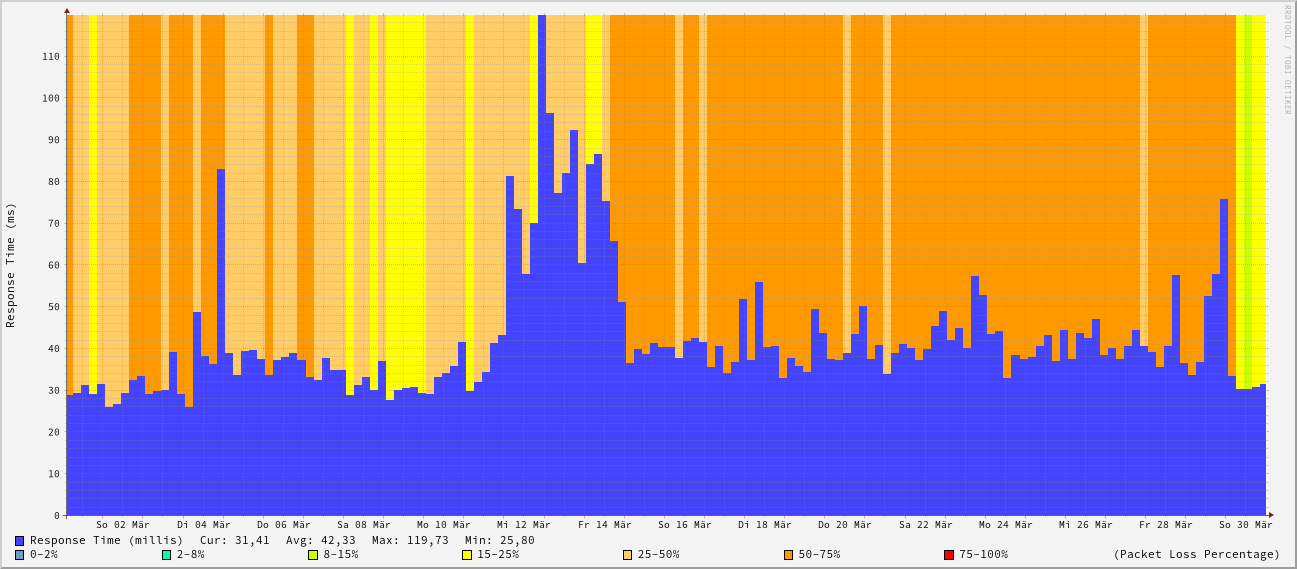 RRDTOOL / TOBI OETIKER
Response Time (ms)
110
100
90
80
70
60
50
40
30
20
10
0
So 02 Mär Di 04 Mär Do 06 Mär Sa 08 Mär Mo 10 Mär Mi 12 Mär Fr 14 Mär So 16 Mär Di 18 Mär Do 20 Mär Sa 22 Mär Mo 24 Mär Mi 26 Mär Fr 28 Mär So 30 Mär
Response Time (millis) Cur: 31,41 Avg: 42,33 Max: 119,73 Min: 25,80
0-2% 2-8% 8-15% 15-25% 25-50% 50-75% 75-100% (Packet Loss Percentage)